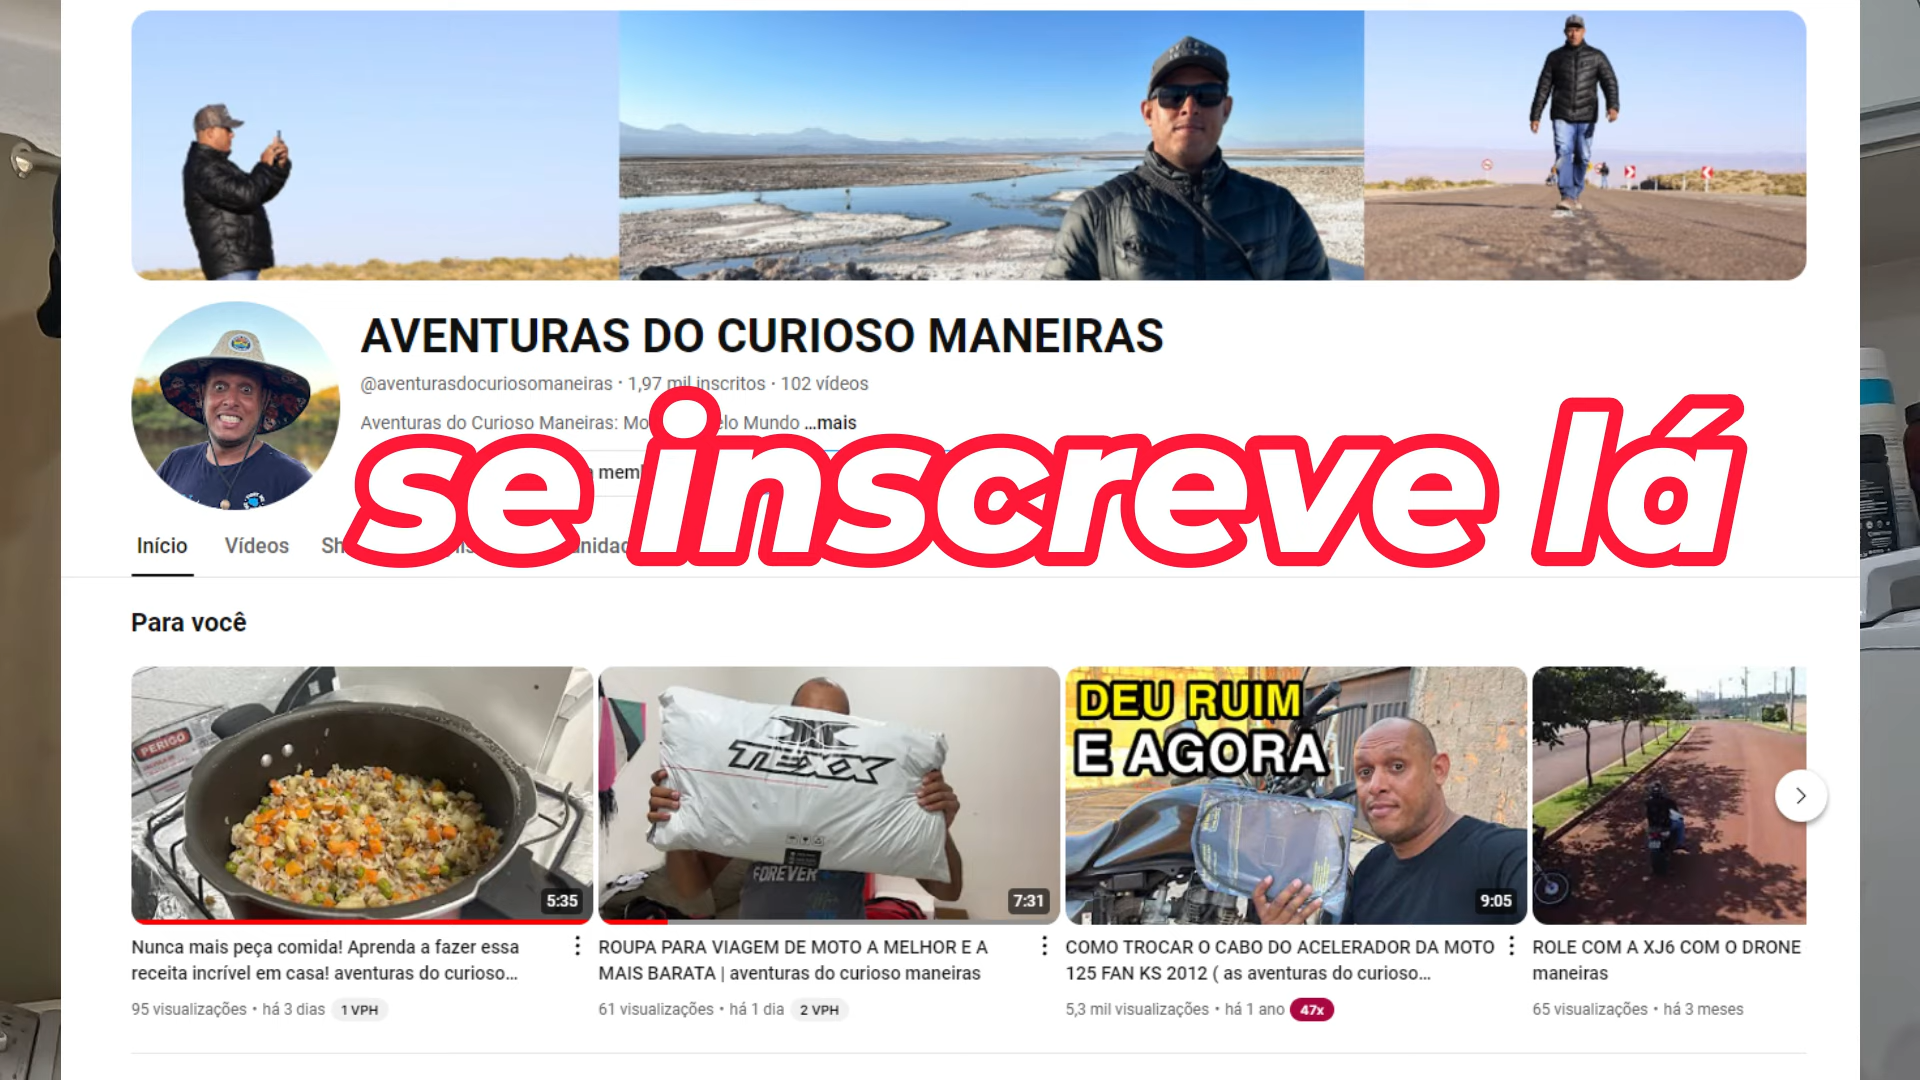 AVENTURAS DO CURIOSO MANEIRAS
@aventurasdocuriosomaneiras • 1,97 mil inscritos • 102 vídeos
Aventuras do Curioso Maneiras: Mo elo Mundo ...mais
se inscreve lá
Início Vídeos
Para você
PERIGO
5:35
TEXX
FOREVER
7:31
DEU RUIM
E AGORA
9:05
Nunca mais peça comida! Aprenda a fazer essa
receita incrível em casa! aventuras do curioso...
95 visualizações • há 3 dias 1 VPH
ROUPA PARA VIAGEM DE MOTO A MELHOR E A
MAIS BARATA | aventuras do curioso maneiras
61 visualizações • há 1 dia 2 VPH
COMO TROCAR O CABO DO ACELERADOR DA MOTO
125 FAN KS 2012 ( as aventuras do curioso...
5,3 mil visualizações • há 1 ano 47x
ROLE COM A XJ6 COM O DRONE
maneiras
65 visualizações • há 3 meses